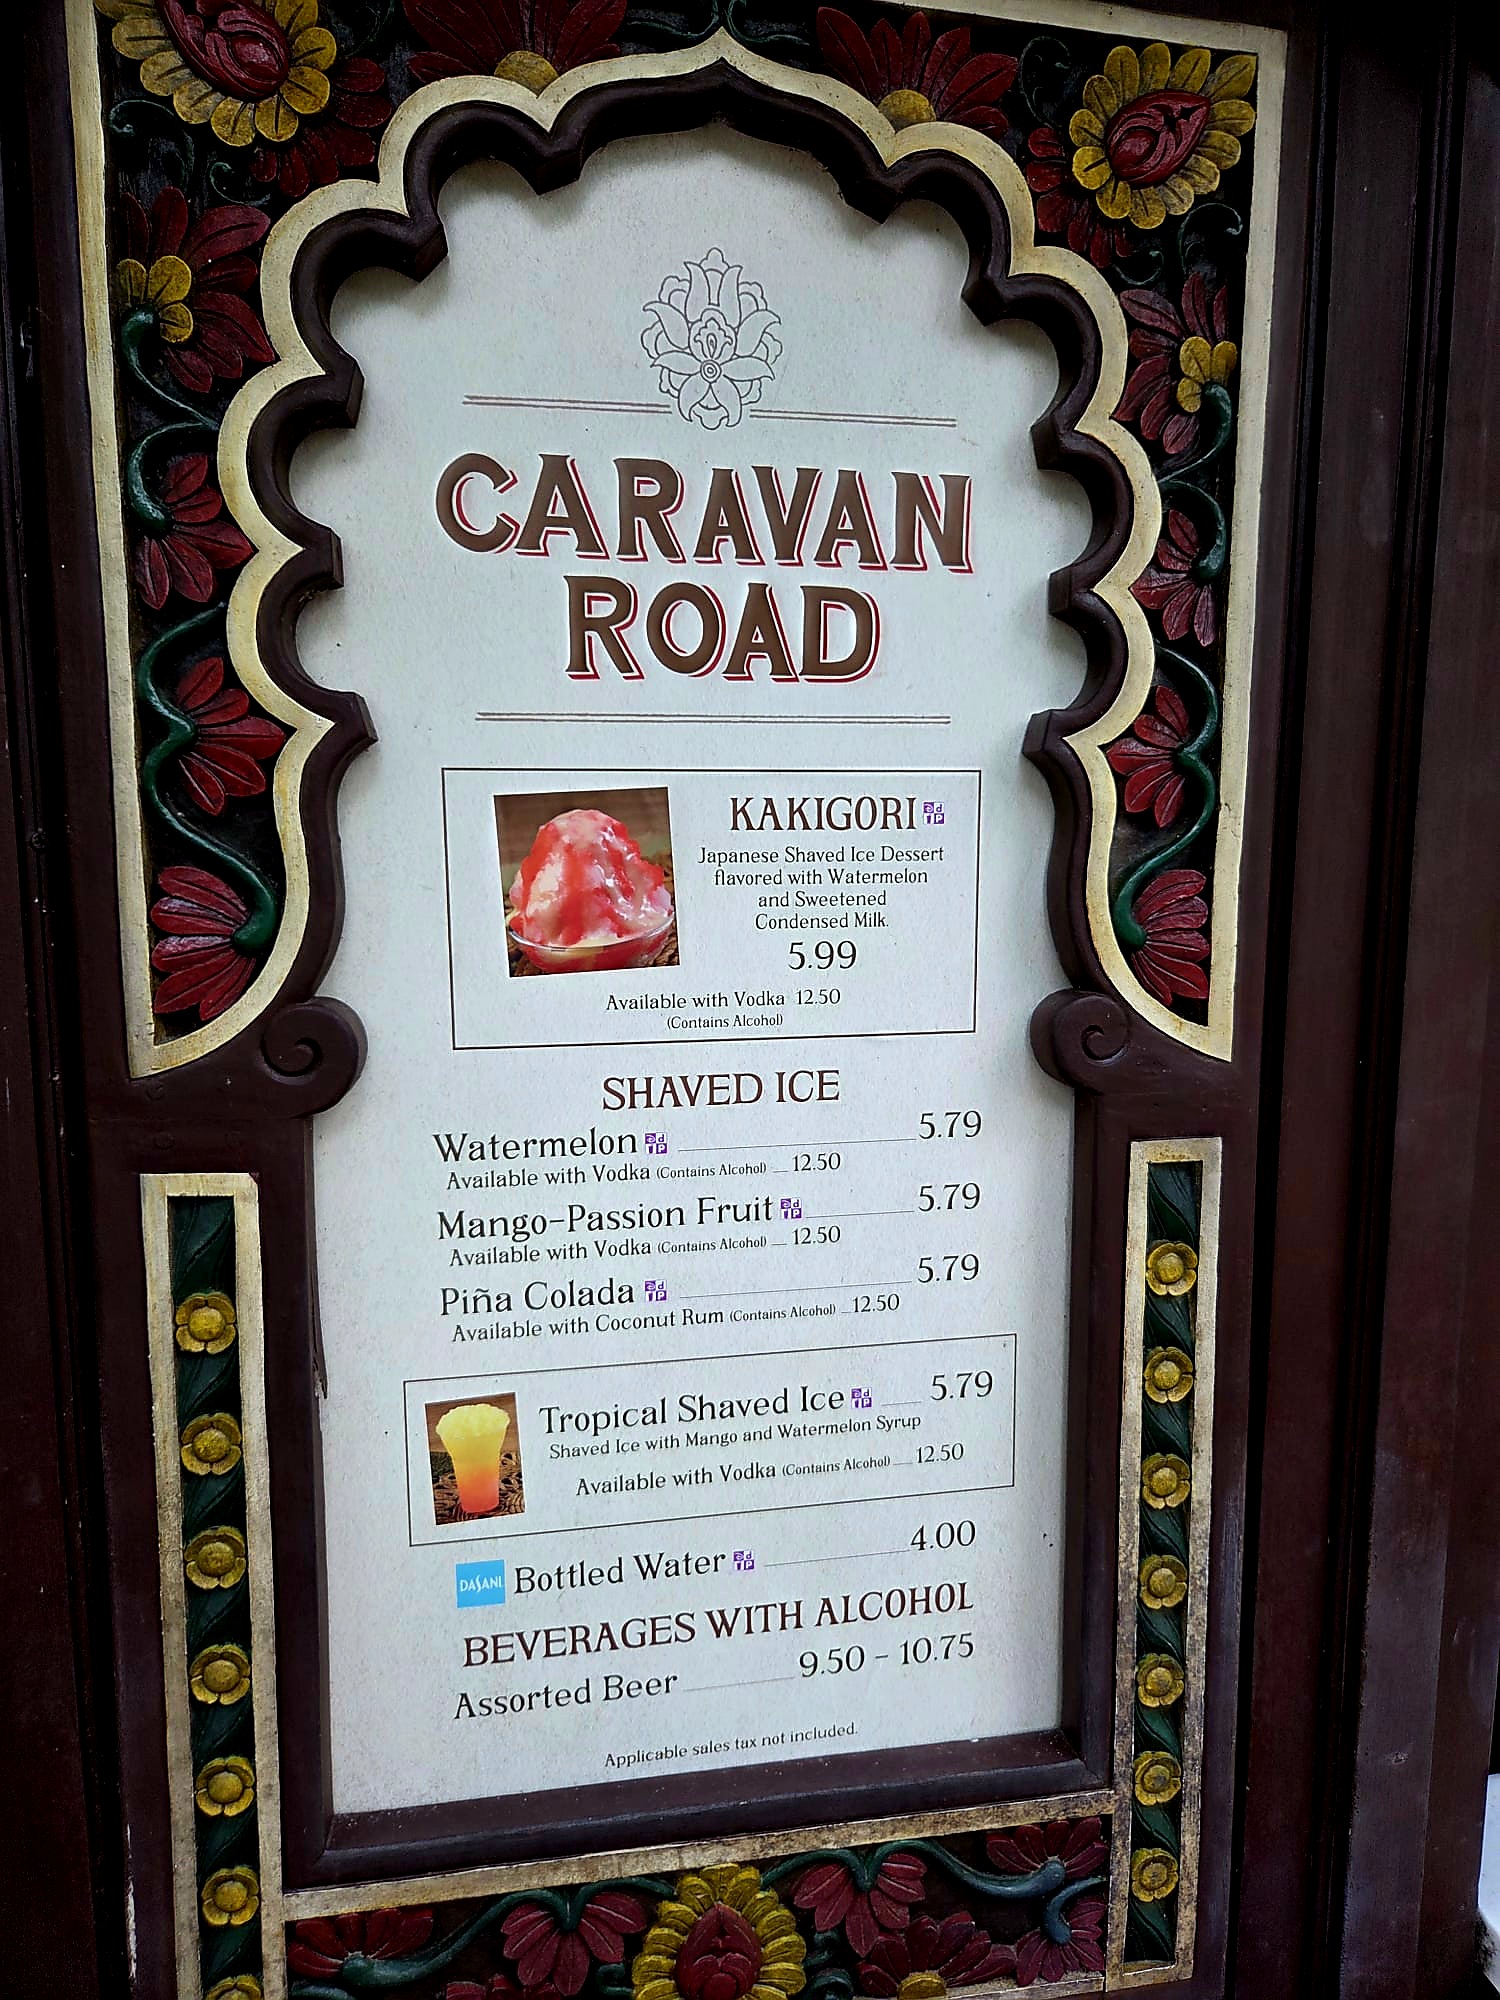 CARAVAN
ROAD
KAKIGORI
Japanese Shaved Ice Dessert
flavored with Watermelon
and Sweetened
Condensed Milk.
5.99
Available with Vodka 12.50
(Contains Alcohol)
SHAVED ICE
Watermelon 5.79
Available with Vodka (Contains Alcohol) 12.50
Mango-Passion Fruit 5.79
Available with Vodka (Contains Alcohol) 12.50
Piña Colada 5.79
Available with Coconut Rum (Contains Alcohol) 12.50
Tropical Shaved Ice 5.79
Shaved Ice with Mango and Watermelon Syrup
Available with Vodka (Contains Alcohol) 12.50
DASANI Bottled Water 4.00
BEVERAGES WITH ALCOHOL
Assorted Beer 9.50 - 10.75
Applicable sales tax not included.